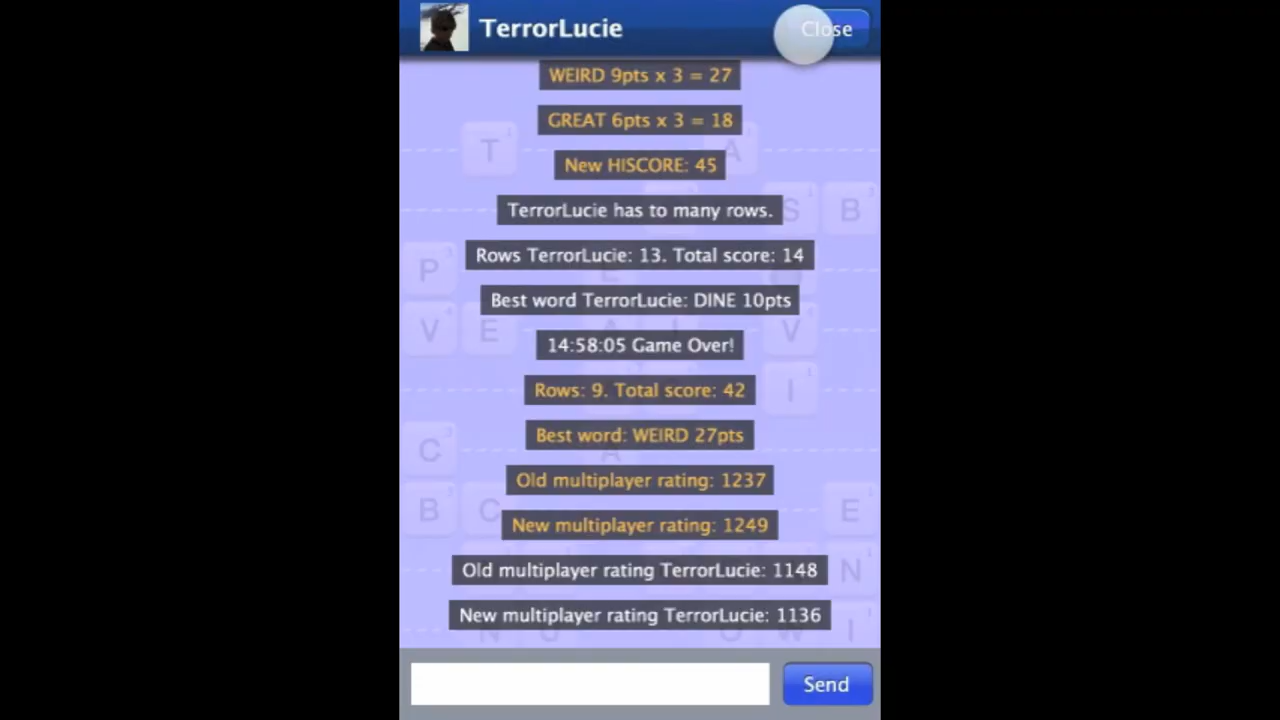 TerrorLucie
Close
WEIRD 9pts x 3 = 27
GREAT 6pts x 3 = 18
New HISCORE: 45
TerrorLucie has to many rows.
Rows TerrorLucie: 13. Total score: 14
Best word TerrorLucie: DINE 10pts
14:58:05 Game Over!
Rows: 9. Total score: 42
Best word: WEIRD 27pts
Old multiplayer rating: 1237
New multiplayer rating: 1249
Old multiplayer rating TerrorLucie: 1148
New multiplayer rating TerrorLucie: 1136
Send